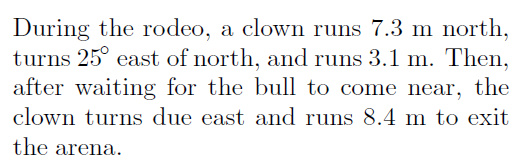 During the rodeo, a clown runs 7.3 m north,
turns 25° east of north, and runs 3.1 m. Then,
after waiting for the bull to come near, the
clown turns due east and runs 8.4 m to exit
the arena.